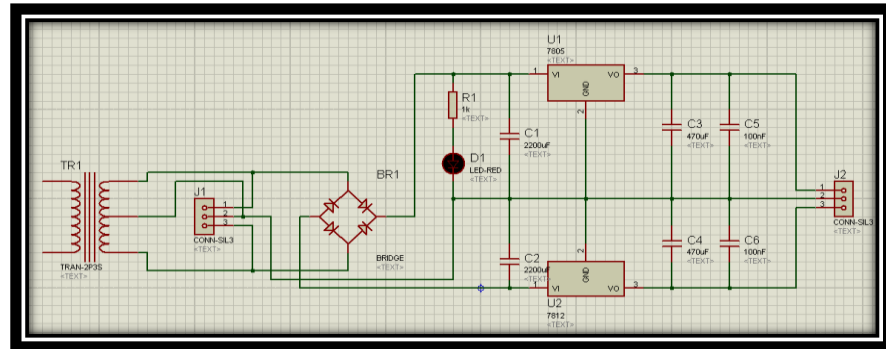 TR1
TRAN-2P3S
<TEXT>
J1
1
2
3
CONN-SIL3
<TEXT>
BR1
BRIDGE
<TEXT>
R1
1k
<TEXT>
D1
LED-RED
<TEXT>
C1
2200uF
<TEXT>
C2
2200uF
<TEXT>
U1
7805
<TEXT>
1
VI
VO
3
GND
2
2
GND
1
VI
VO
3
U2
7812
<TEXT>
C3
470uF
<TEXT>
C5
100nF
<TEXT>
C4
470uF
<TEXT>
C6
100nF
<TEXT>
J2
1
2
3
CONN-SIL3
<TEXT>